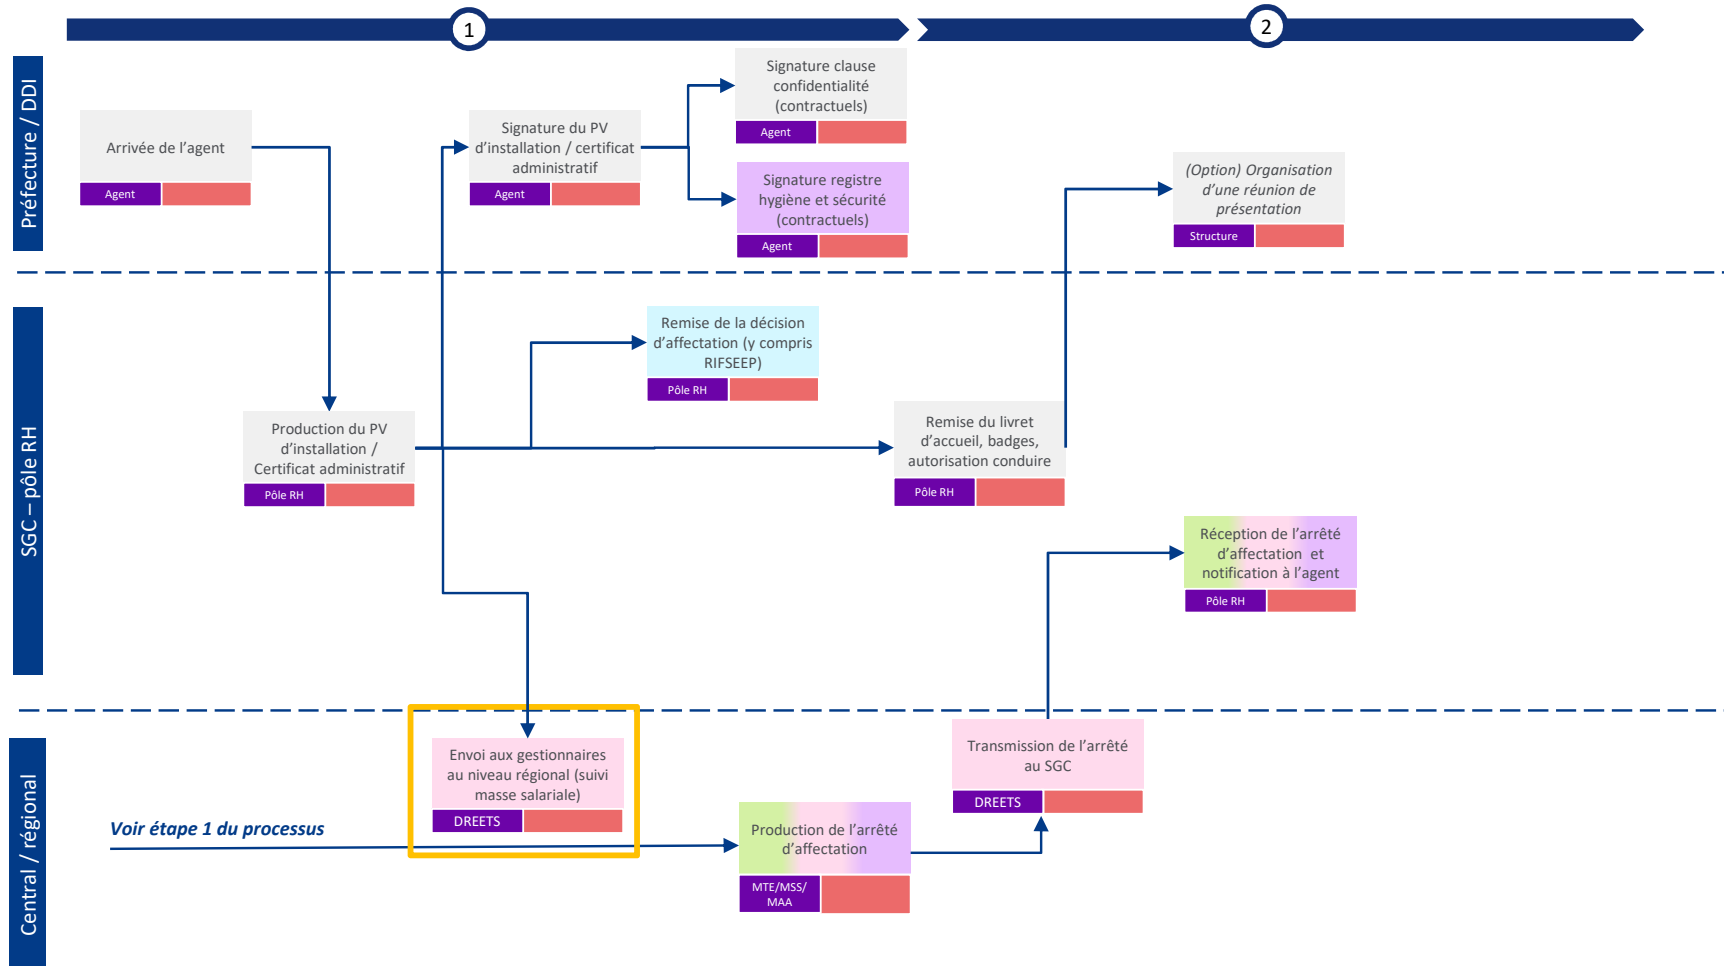 1
2
Préfecture / DDI
Arrivée de l'agent
Agent
Signature du PV
d'installation / certificat
administratif
Agent
Signature clause
confidentialité
(contractuels)
Agent
Signature registre
hygiène et sécurité
(contractuels)
Agent
(Option) Organisation
d'une réunion de
présentation
Structure
SGC – pôle RH
Remise de la décision
d'affectation (y compris
RIFSEEP)
Pôle RH
Production du PV
d'installation /
Certificat administratif
Pôle RH
Remise du livret
d'accueil, badges,
autorisation conduire
Pôle RH
Réception de l'arrêté
d'affectation et
notification à l'agent
Pôle RH
Central / régional
Envoi aux gestionnaires
au niveau régional (suivi
masse salariale)
DREETS
Transmission de l'arrêté
au SGC
DREETS
Voir étape 1 du processus
Production de l'arrêté
d'affectation
MTE/MSS/
MAA